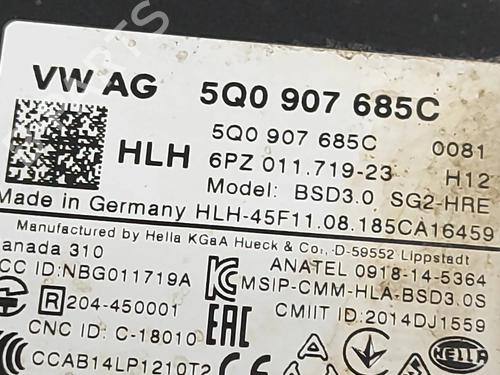 VW AG 5Q0 907 685C
5Q0 907 685C 0081
HLH 6PZ 011.719-23 H12
Model: BSD3.0 SG2-HRE
Made in Germany HLH-45F11.08.185CA16459
Manufactured by Hella KGaA Hueck & Co., D-59552 Lippstadt
anada 310 ANATEL 0918-14-5364
CC ID:NBG011719A MSIP-CMM-HLA-BSD3.0S
R 204-450001 EAC CMIIT ID: 2014DJ1559
CNC ID: C-18010
CCAB14LP1210T2 HELLA